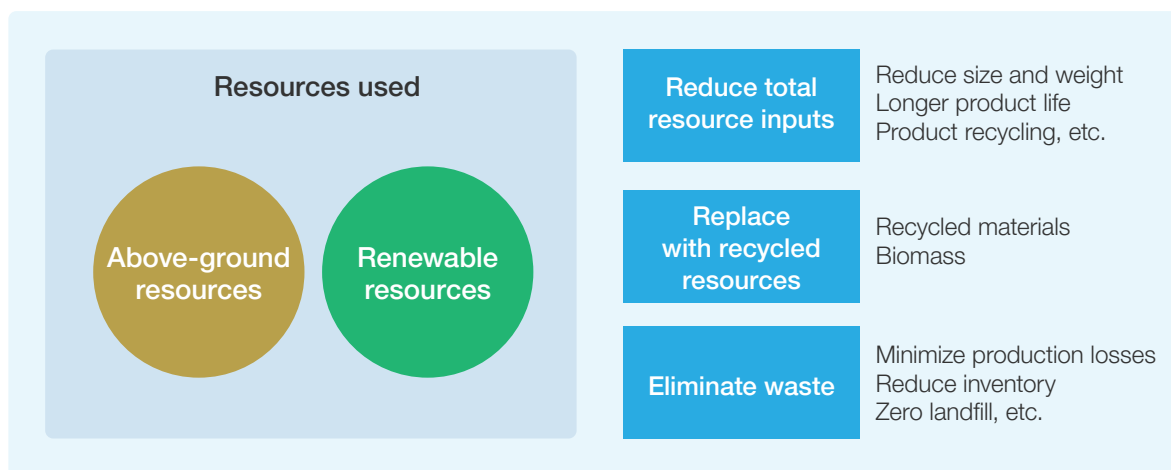 Resources used
Above-ground
resources
Renewable
resources
Reduce total
resource inputs
Reduce size and weight
Longer product life
Product recycling, etc.
Replace
with recycled
resources
Recycled materials
Biomass
Eliminate waste
Minimize production losses
Reduce inventory
Zero landfill, etc.